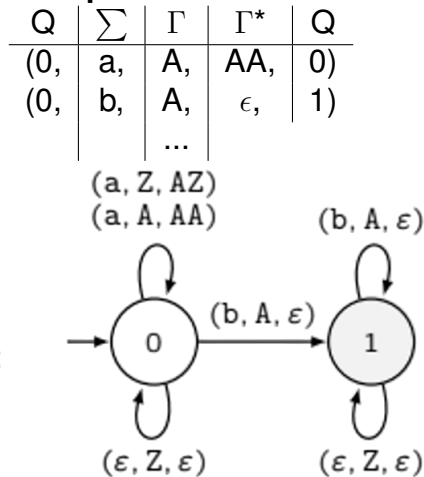 Q ∑ Γ Γ* Q
(0, a, A, AA, 0)
(0, b, A, ϵ, 1)
...
(a, Z, AZ)
(a, A, AA)
(b, A, ε)
(b, A, ε)
0
1
(ε, Z, ε)
(ε, Z, ε)